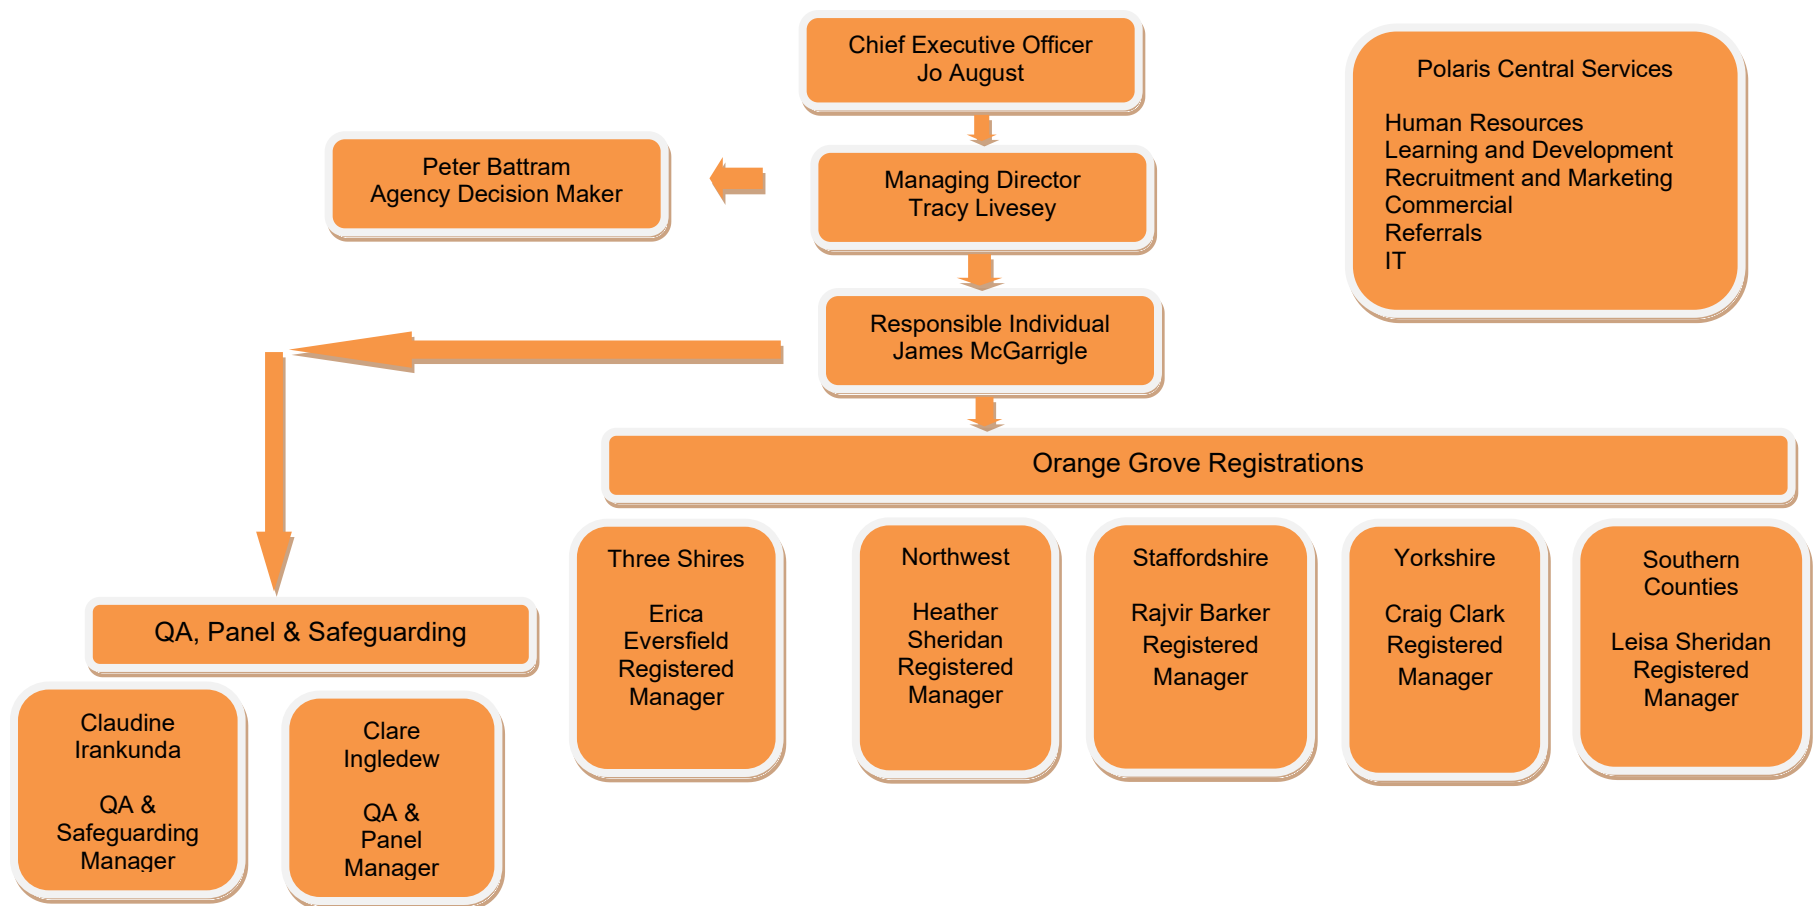 Chief Executive Officer
Jo August
Polaris Central Services
Human Resources
Learning and Development
Recruitment and Marketing
Commercial
Referrals
IT
Peter Battram
Agency Decision Maker
Managing Director
Tracy Livesey
Responsible Individual
James McGarrigle
Orange Grove Registrations
Three Shires
Erica
Eversfield
Registered
Manager
Northwest
Heather
Sheridan
Registered
Manager
Staffordshire
Rajvir Barker
Registered
Manager
Yorkshire
Craig Clark
Registered
Manager
Southern
Counties
Leisa Sheridan
Registered
Manager
QA, Panel & Safeguarding
Claudine
Irankunda
QA &
Safeguarding
Manager
Clare
Ingledew
QA &
Panel
Manager